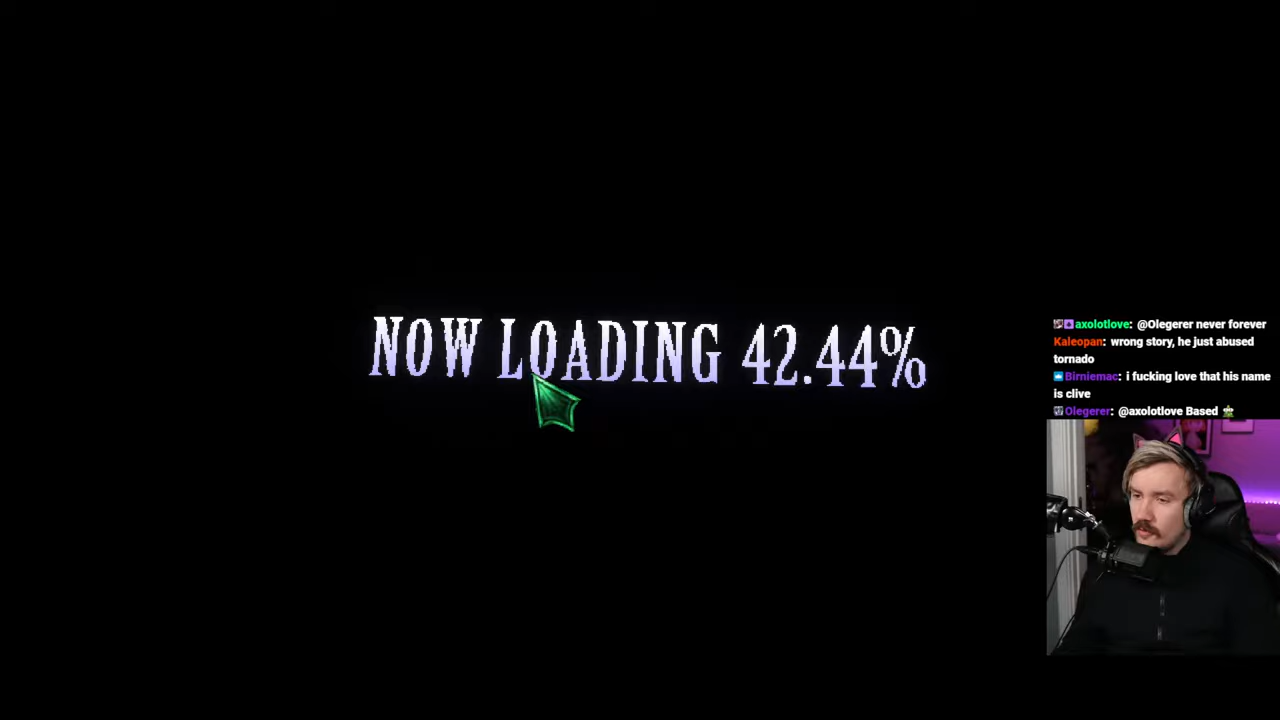 NOW LOADING 42.44%
axolotlove: @Olegerer never forever
Kaleopan: wrong story, he just abused
tornado
Birniemac: i fucking love that his name
is clive
Olegerer: @axolotlove Based